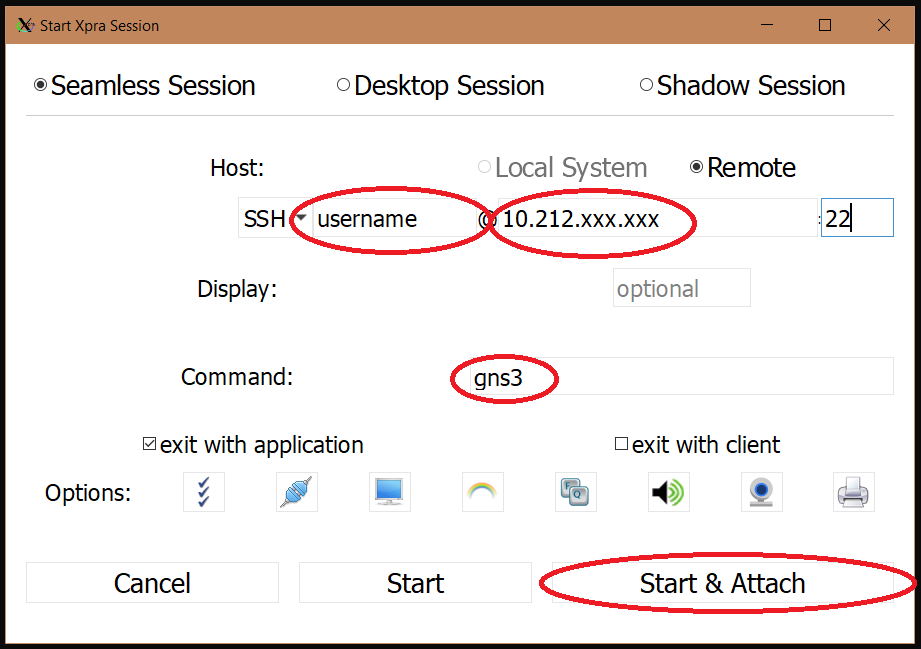 Start Xpra Session
Seamless Session Desktop Session Shadow Session
Host: Local System Remote
SSH username @ 10.212.xxx.xxx : 22
Display: optional
Command: gns3
exit with application exit with client
Options:
Cancel Start Start & Attach